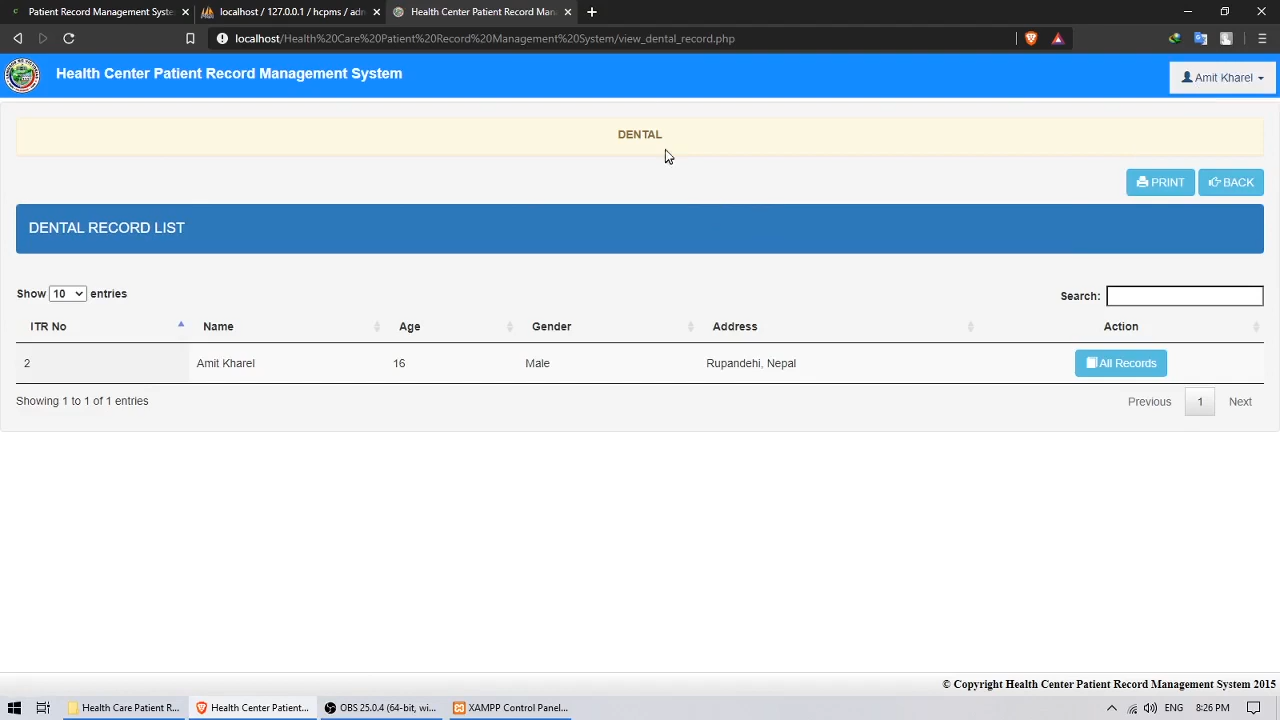 Patient Record Management Syste
localhost / 127.0.0.1 / hcpms / adn
Health Center Patient Record Mana
localhost/Health%20Care%20Patient%20Record%20Management%20System/view_dental_record.php
Health Center Patient Record Management System
Amit Kharel
DENTAL
PRINT
BACK
DENTAL RECORD LIST
Show 10 entries
Search:
ITR No Name Age Gender Address Action
2 Amit Kharel 16 Male Rupandehi, Nepal All Records
Showing 1 to 1 of 1 entries
Previous 1 Next
© Copyright Health Center Patient Record Management System 2015
Health Care Patient R...
Health Center Patient...
OBS 25.0.4 (64-bit, wi...
XAMPP Control Panel...
ENG
8:26 PM